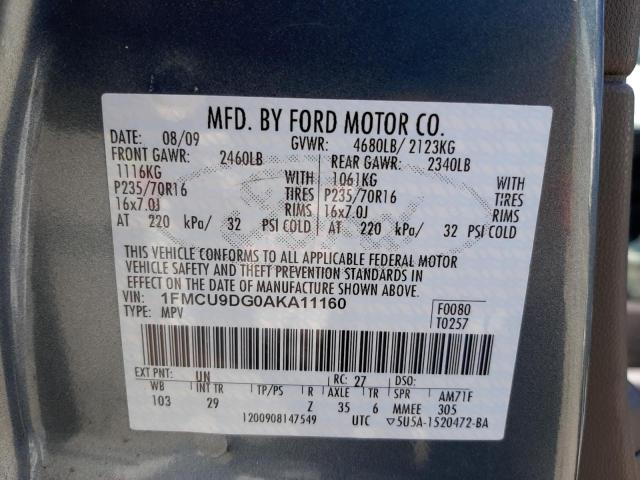 MFD. BY FORD MOTOR CO.
DATE: 08/09 GVWR: 4680LB/ 2123KG
FRONT GAWR: 2460LB REAR GAWR: 2340LB
1116KG WITH 1061KG WITH
P235/70R16 TIRES P235/70R16 TIRES
16x7.0J RIMS 16x7.0J RIMS
AT 220 kPa/ 32 PSI COLD AT 220 kPa/ 32 PSI COLD
THIS VEHICLE CONFORMS TO ALL APPLICABLE FEDERAL MOTOR
VEHICLE SAFETY AND THEFT PREVENTION STANDARDS IN
EFFECT ON THE DATE OF MANUFACTURE SHOWN ABOVE.
VIN: 1FMCU9DG0AKA11160 F0080
TYPE: MPV T0257
EXT PNT: UN RC: 27 DSO:
WB INT TR TP/PS R AXLE TR SPR AM71F
103 29 Z 35 6 MMEE 305
1200908147549 UTC ▽5U5A-1520472-BA